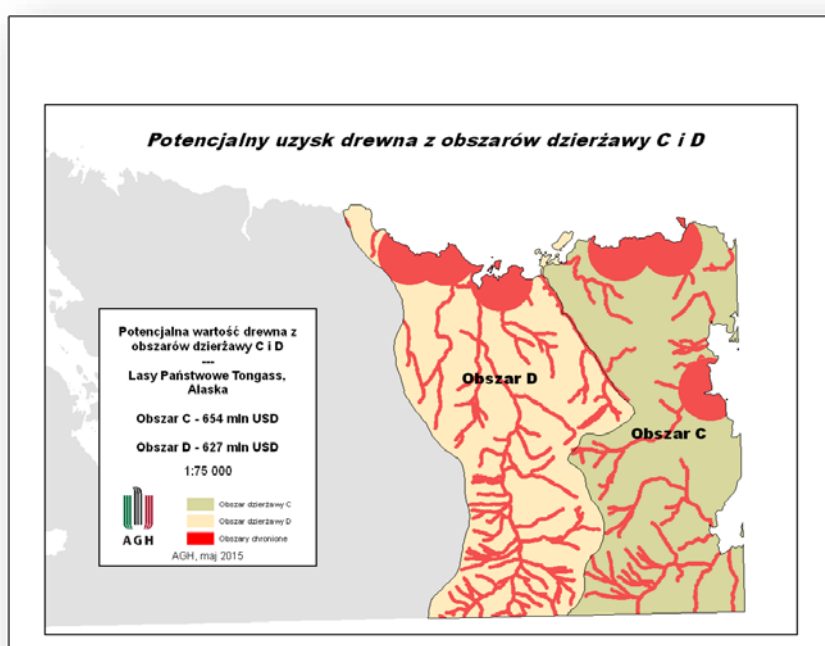 Potencjalny uzysk drewna z obszarów dzierżawy C i D
Potencjalna wartość drewna z
obszarów dzierżawy C i D
---
Lasy Państwowe Tongass,
Alaska
Obszar C - 654 mln USD
Obszar D - 627 mln USD
1:75 000
AGH
Obszar dzierżawy C
Obszar dzierżawy D
Obszary chronione
AGH, maj 2015
Obszar D
Obszar C